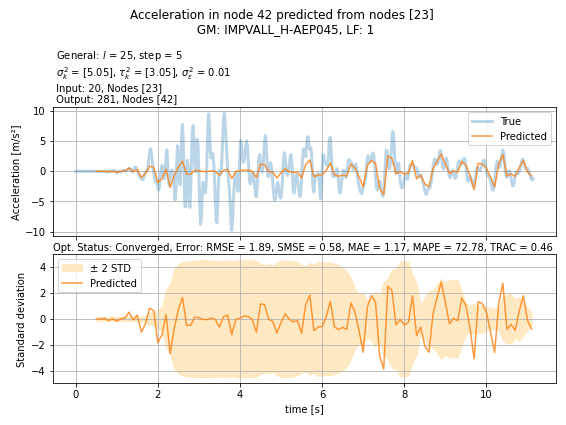 Acceleration in node 42 predicted from nodes [23]
GM: IMPVALL_H-AEP045, LF: 1
General: l = 25, step = 5
σ²ₖ = [5.05], τ²ₖ = [3.05], σ²ₑ = 0.01
Input: 20, Nodes [23]
Output: 281, Nodes [42]
Acceleration [m/s²]
10
5
0
−5
−10
True
Predicted
Opt. Status: Converged, Error: RMSE = 1.89, SMSE = 0.58, MAE = 1.17, MAPE = 72.78, TRAC = 0.46
Standard deviation
4
2
0
−2
−4
± 2 STD
Predicted
0 2 4 6 8 10
time [s]